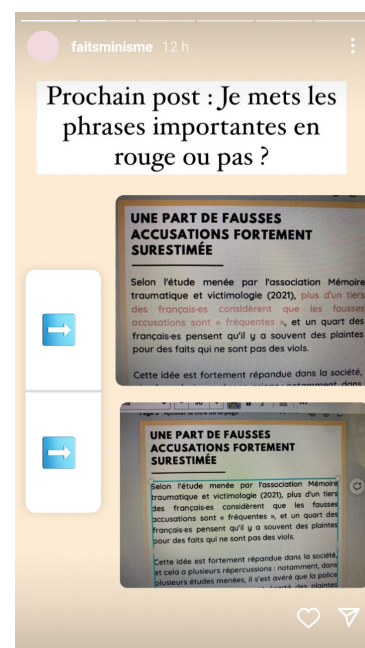 faitsminisme 12 h
Prochain post : Je mets les
phrases importantes en
rouge ou pas ?
UNE PART DE FAUSSES
ACCUSATIONS FORTEMENT
SURESTIMÉE
Selon l'étude menée par l'association Mémoire
traumatique et victimologie (2021), plus d'un tiers
des français·es considèrent que les fausses
accusations sont « fréquentes », et un quart des
français·es pensent qu'il y a souvent des plaintes
pour des faits qui ne sont pas des viols.
Cette idée est fortement répandue dans la société,
notamment dans
UNE PART DE FAUSSES
ACCUSATIONS FORTEMENT
SURESTIMÉE
Selon l'étude menée par l'association Mémoire
traumatique et victimologie (2021), plus d'un tiers
des français·es considèrent que les fausses
accusations sont « fréquentes », et un quart des
français·es pensent qu'il y a souvent des plaintes
pour des faits qui ne sont pas des viols.
Cette idée est fortement répandue dans la société,
et cela a plusieurs répercussions : notamment, dans
plusieurs études menées, il s'est avéré que la police
des plaintes